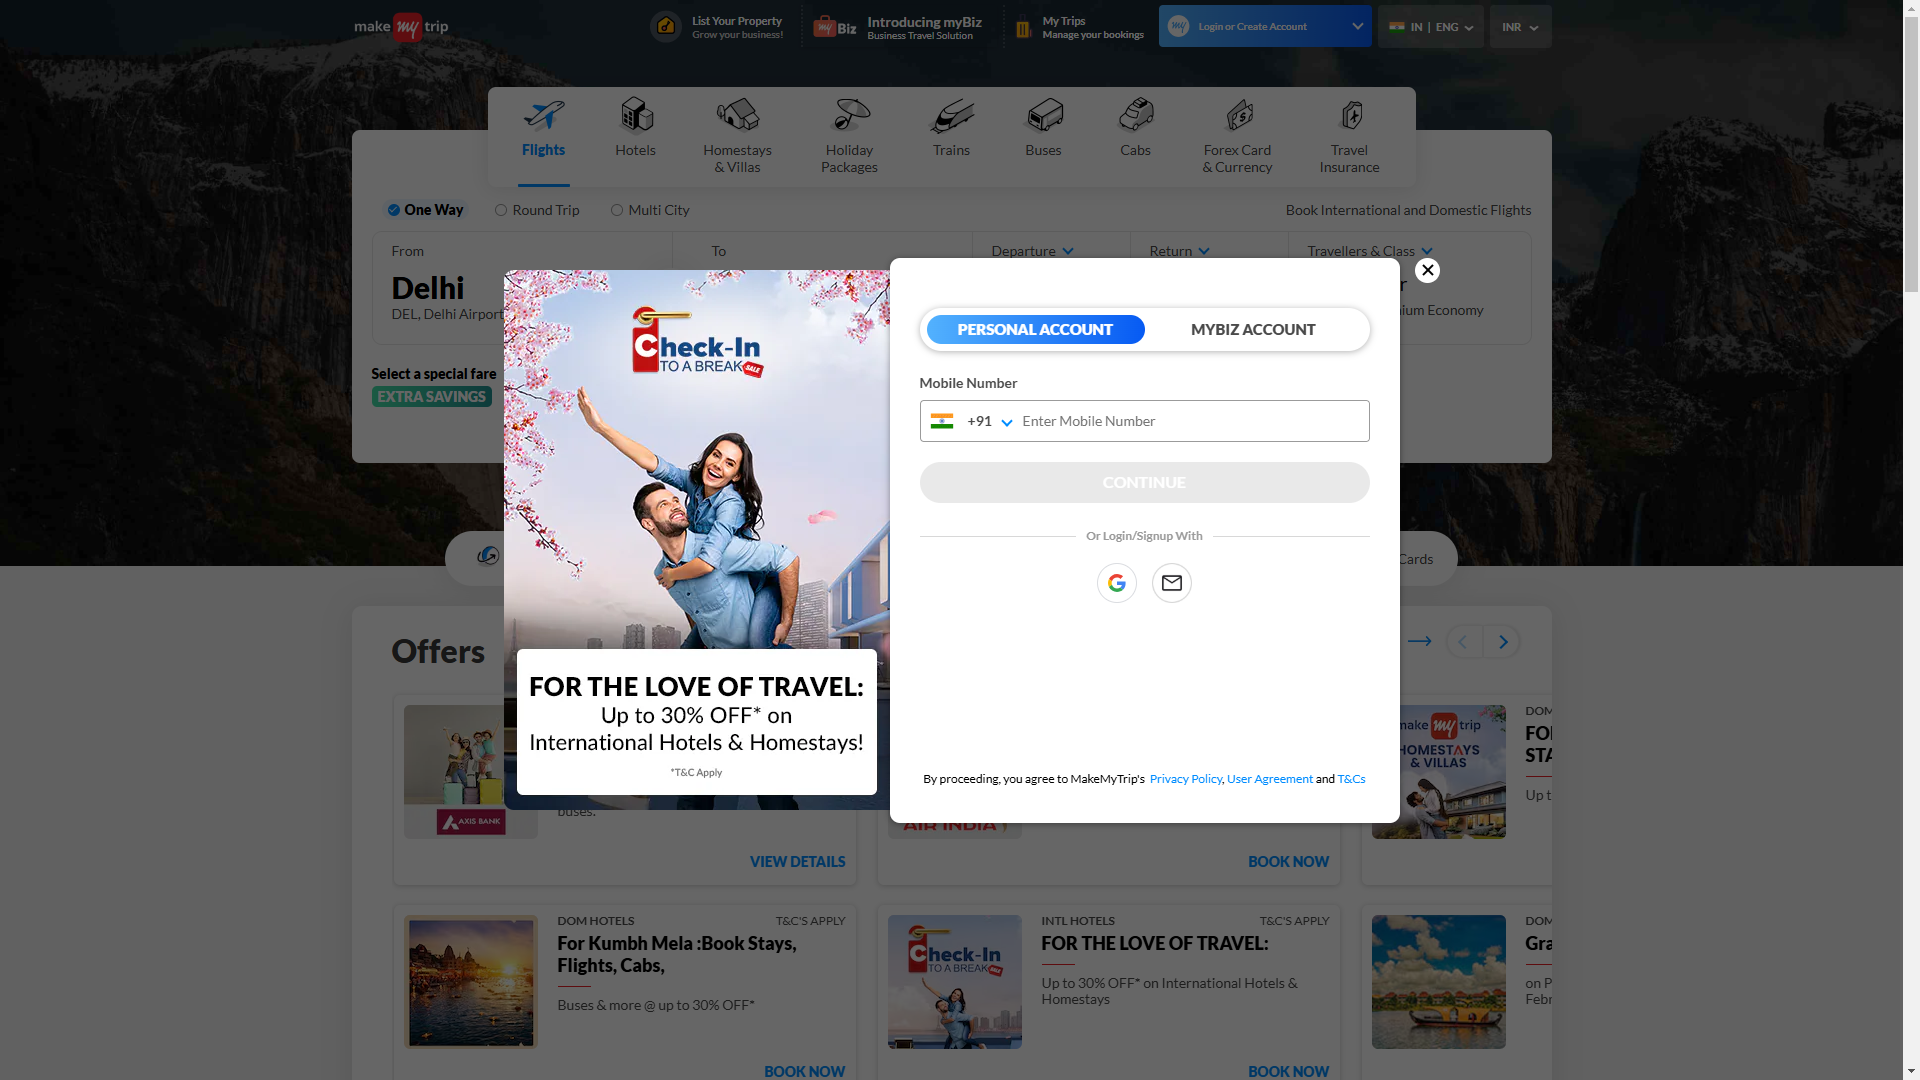 make my trip
List Your Property
Grow your business!
my Biz
Introducing myBiz
Business Travel Solution
My Trips
Manage your bookings
my
Login or Create Account
IN | ENG
INR
Flights
Hotels
Homestays
& Villas
Holiday
Packages
Trains
Buses
Cabs
Forex Card
& Currency
Travel
Insurance
One Way
Round Trip
Multi City
Book International and Domestic Flights
From
To
Departure
Return
Travellers & Class
Delhi
DEL, Delhi Airport
Economy
Select a special fare
EXTRA SAVINGS
Check-In
TO A BREAK
SALE
FOR THE LOVE OF TRAVEL:
Up to 30% OFF* on
International Hotels & Homestays!
*T&C Apply
PERSONAL ACCOUNT
MYBIZ ACCOUNT
Mobile Number
+91
Enter Mobile Number
CONTINUE
Or Login/Signup With
By proceeding, you agree to MakeMyTrip's Privacy Policy, User Agreement and T&Cs
Cards
Offers
AXIS BANK
buses.
VIEW DETAILS
AIR INDIA
BOOK NOW
make my trip
HOMESTAYS
& VILLAS
DOM
FO
STA
Up t
DOM HOTELS
T&C'S APPLY
For Kumbh Mela :Book Stays,
Flights, Cabs,
Buses & more @ up to 30% OFF*
BOOK NOW
Check-In
TO A BREAK
SALE
INTL HOTELS
T&C'S APPLY
FOR THE LOVE OF TRAVEL:
Up to 30% OFF* on International Hotels &
Homestays
BOOK NOW
DOM
Gra
on P
Febr